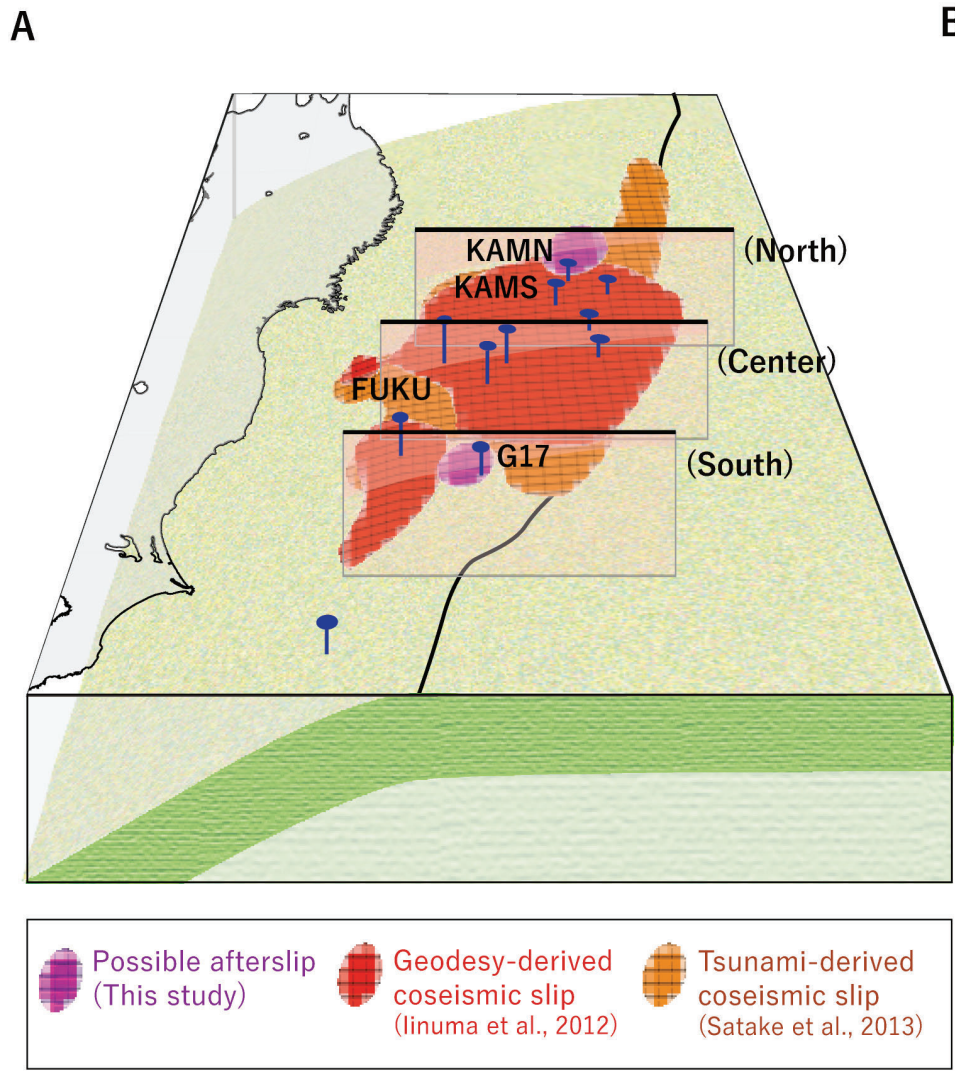 A
KAMN
(North)
KAMS
(Center)
FUKU
G17
(South)
Possible afterslip
(This study)
Geodesy-derived
coseismic slip
(Iinuma et al., 2012)
Tsunami-derived
coseismic slip
(Satake et al., 2013)